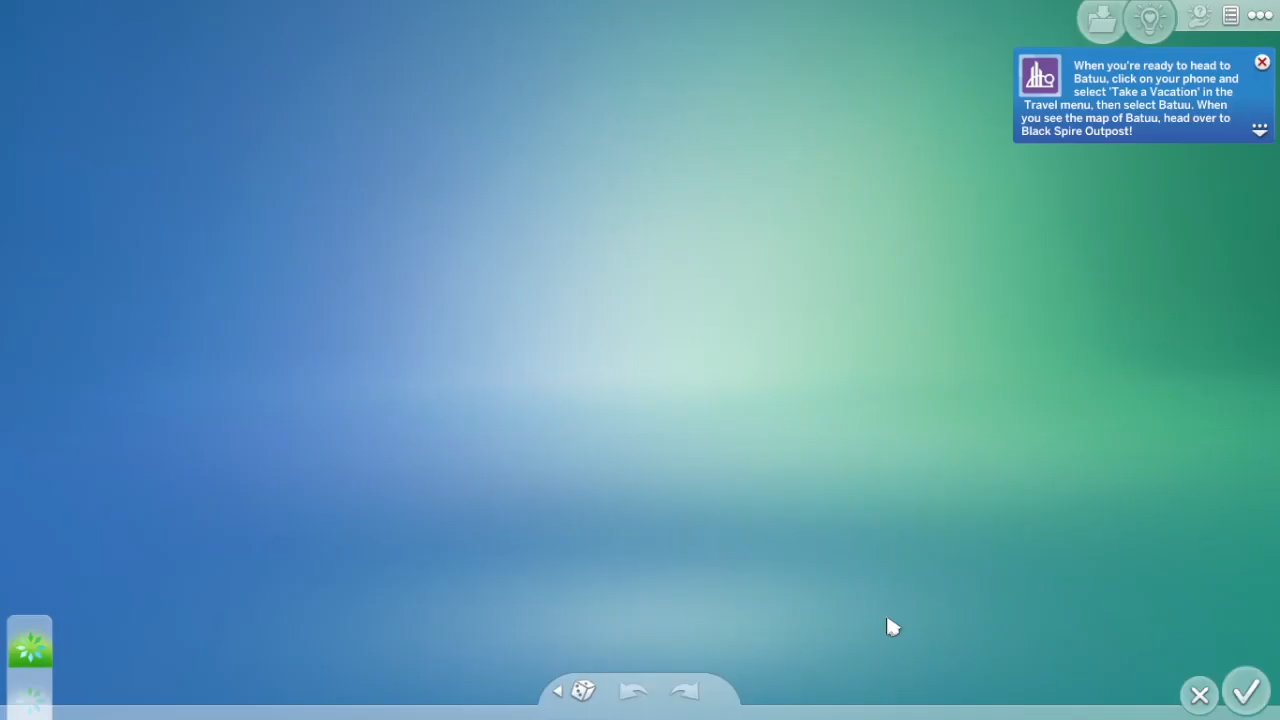 When you're ready to head to
Batuu, click on your phone and
select 'Take a Vacation' in the
Travel menu, then select Batuu. When
you see the map of Batuu, head over to
Black Spire Outpost!